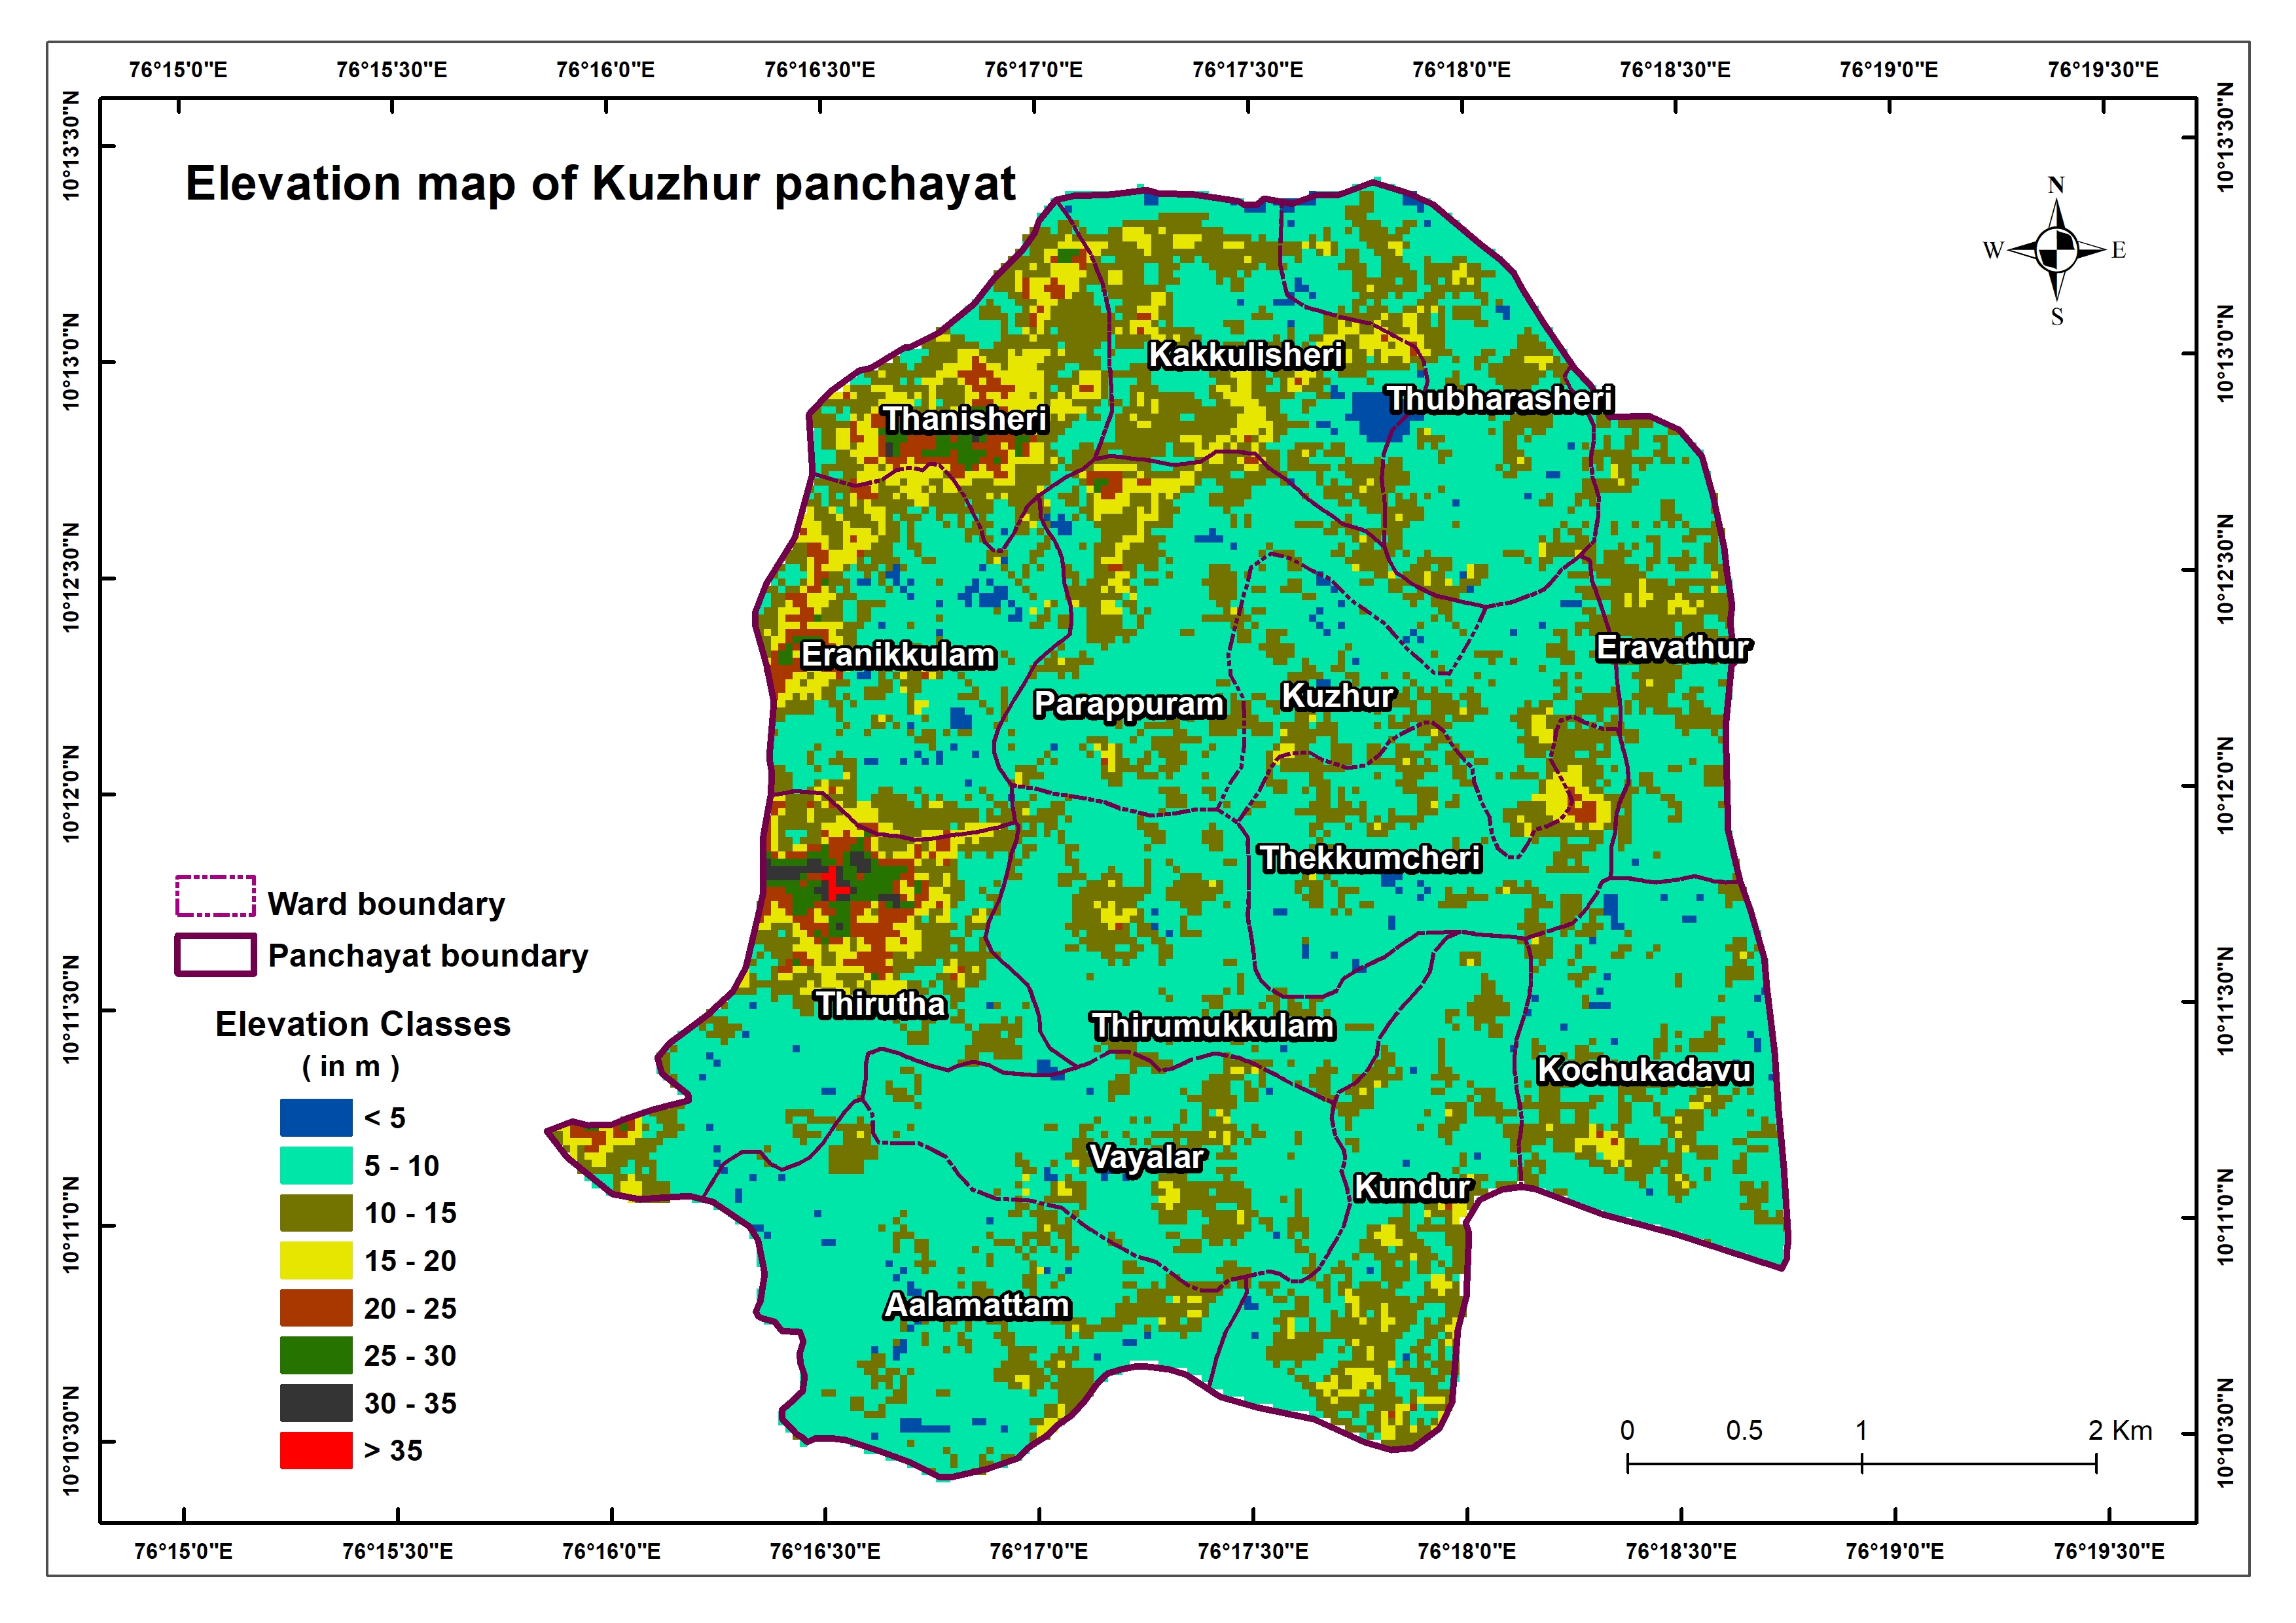 76°15'0"E 76°15'30"E 76°16'0"E 76°16'30"E 76°17'0"E 76°17'30"E 76°18'0"E 76°18'30"E 76°19'0"E 76°19'30"E
10°13'30"N
10°13'0"N
10°12'30"N
10°12'0"N
10°11'30"N
10°11'0"N
10°10'30"N
Elevation map of Kuzhur panchayat
N
W E
S
Kakkulisheri
Thubharasheri
Thanisheri
Eravathur
Eranikkulam
Kuzhur
Parappuram
Thekkumcheri
Thirutha
Thirumukkulam
Kochukadavu
Vayalar
Kundur
Aalamattam
Ward boundary
Panchayat boundary
Elevation Classes
( in m )
< 5
5 - 10
10 - 15
15 - 20
20 - 25
25 - 30
30 - 35
> 35
0 0.5 1 2 Km
10°13'30"N
10°13'0"N
10°12'30"N
10°12'0"N
10°11'30"N
10°11'0"N
10°10'30"N
76°15'0"E 76°15'30"E 76°16'0"E 76°16'30"E 76°17'0"E 76°17'30"E 76°18'0"E 76°18'30"E 76°19'0"E 76°19'30"E